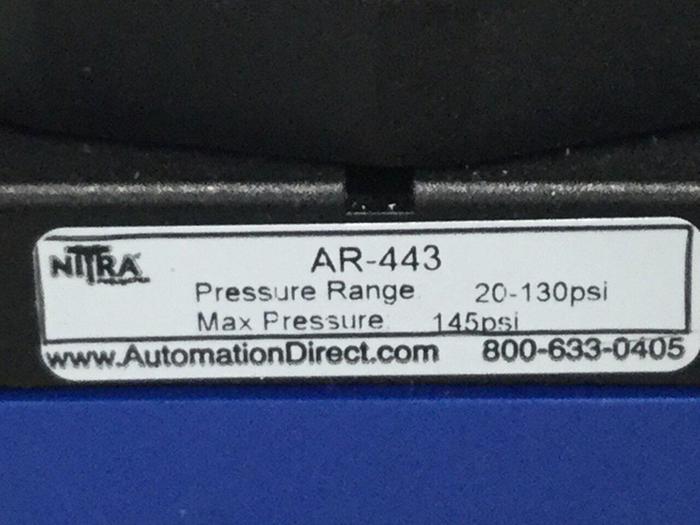 NITRA
AR-443
Pressure Range 20-130psi
Max Pressure 145psi
www.AutomationDirect.com 800-633-0405